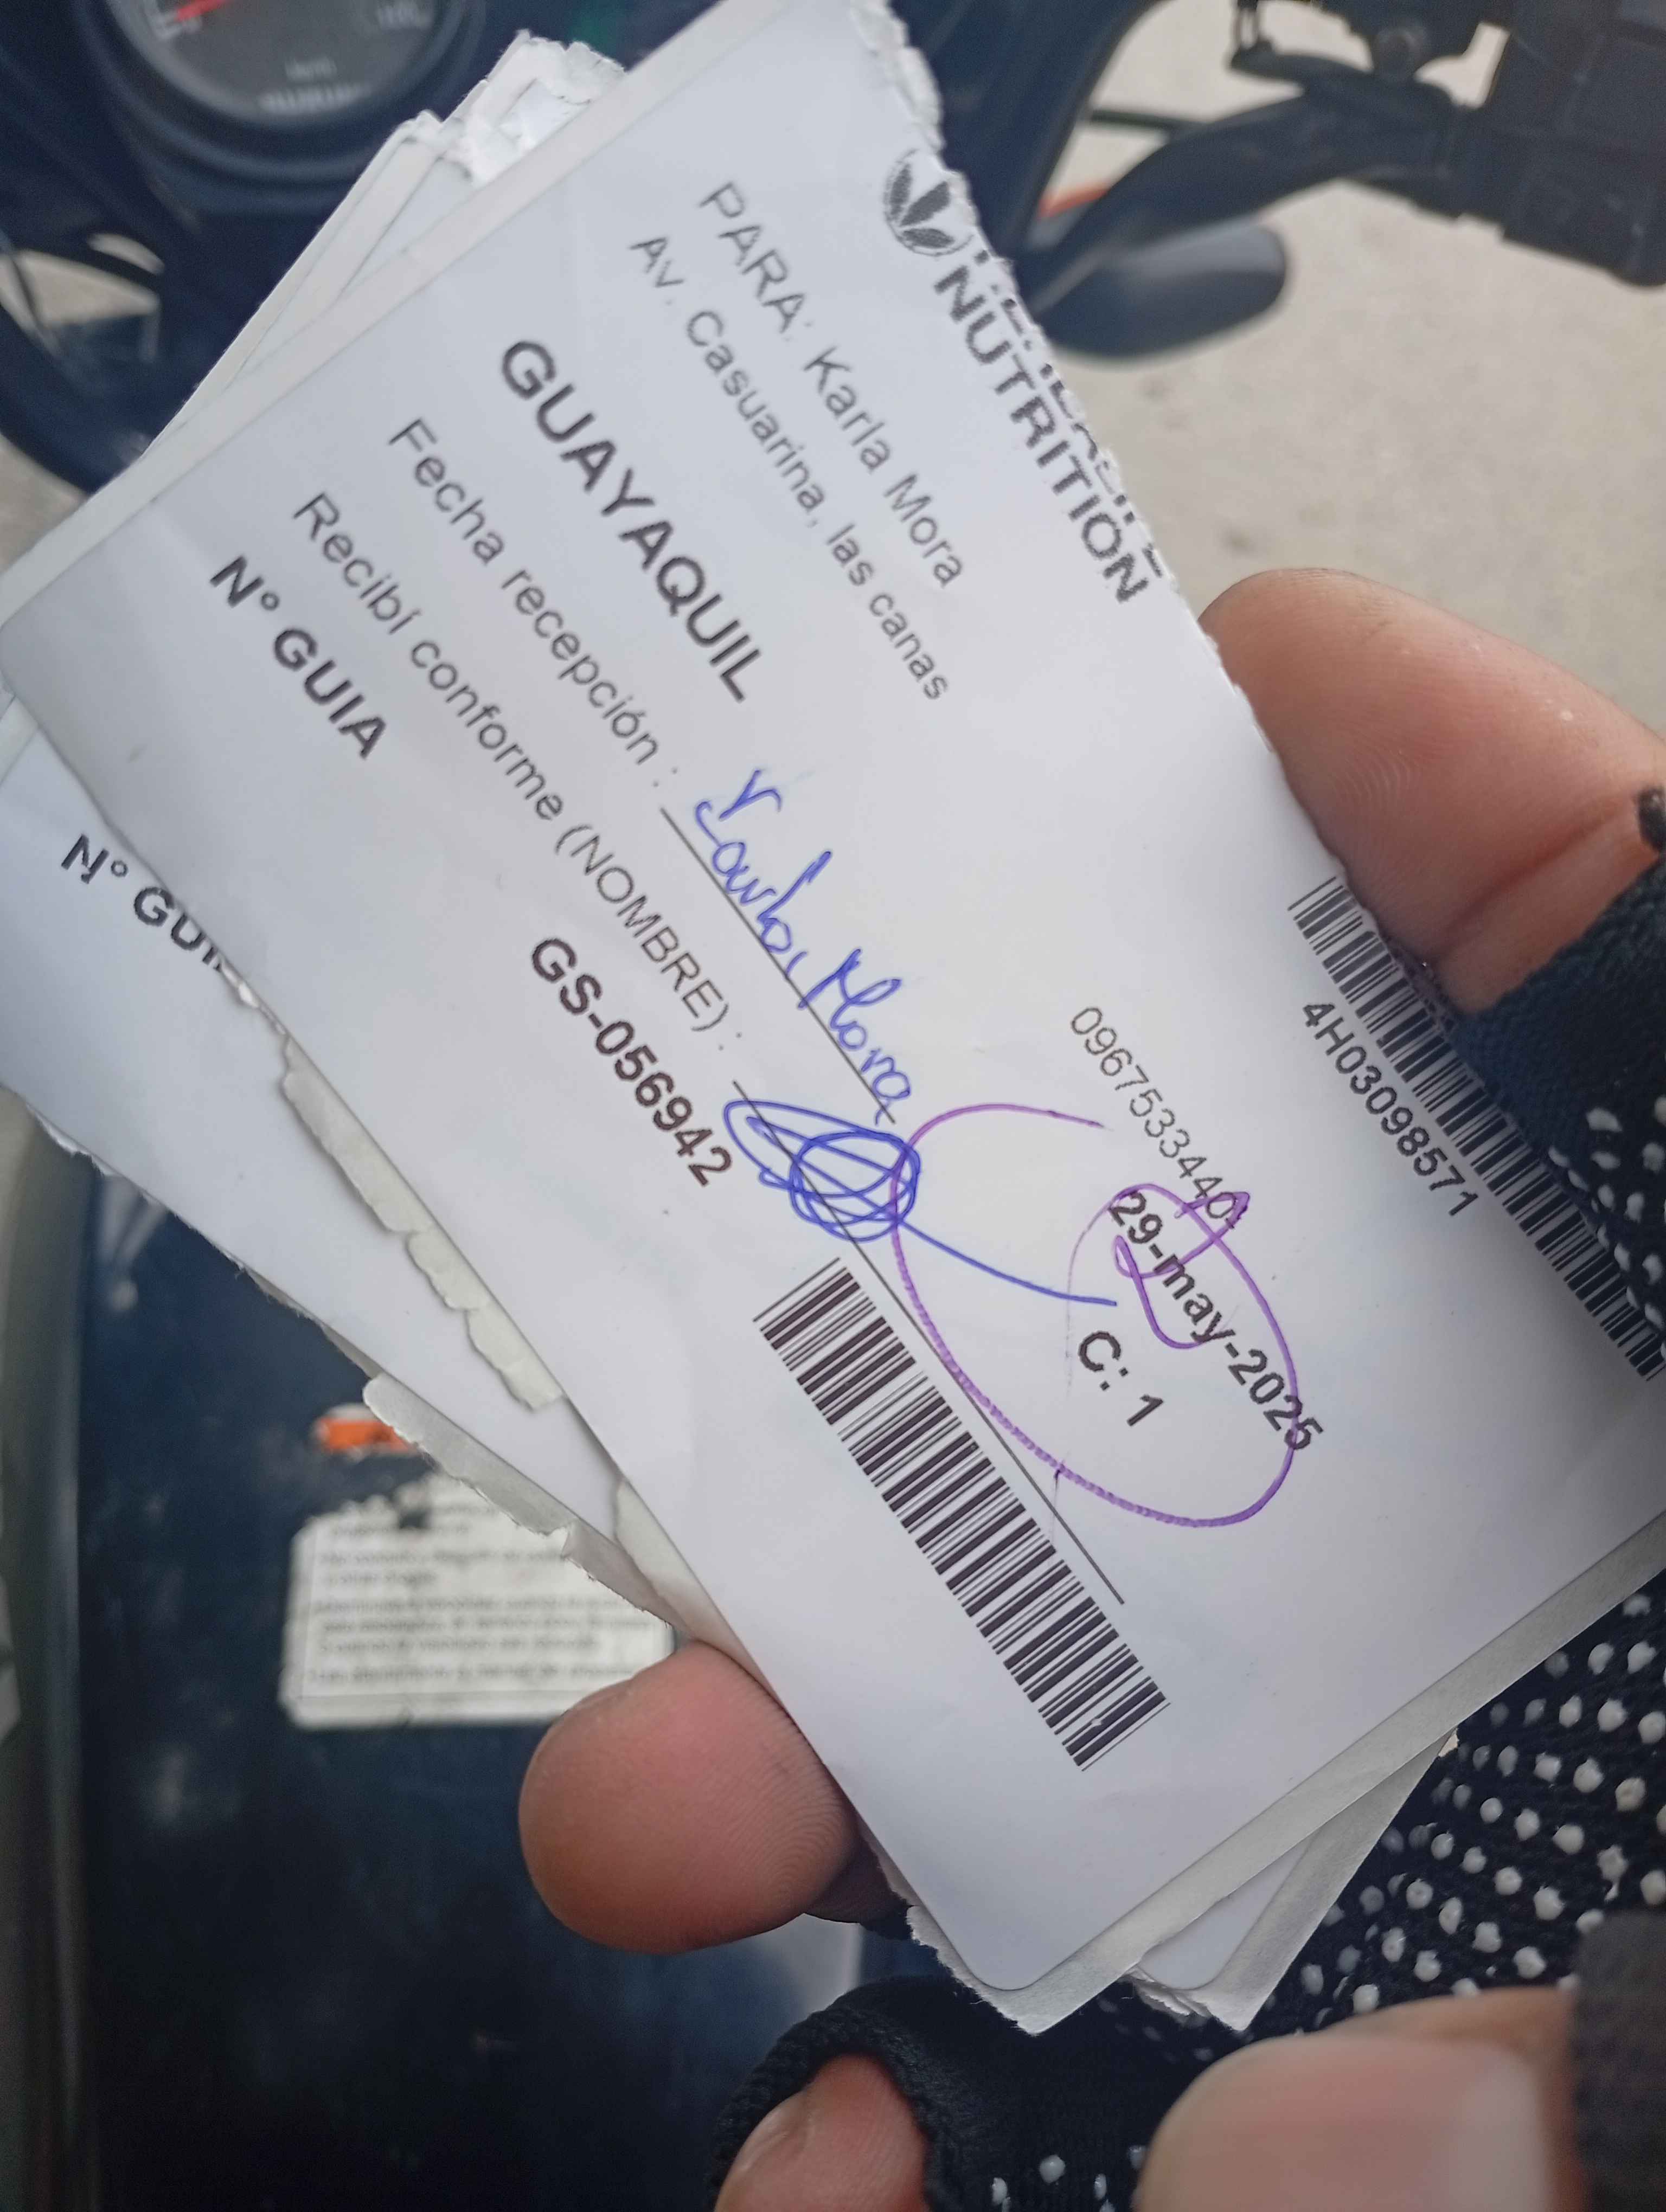 NUTRITION
4H03098571
PARA: Karla Mora
0967533440
Av. Casuarina, las canas
29-may-2025
GUAYAQUIL
C: 1
Fecha recepción : Karla Mora
Recibí conforme (NOMBRE) :
N° GUIA GS-056942
N° GUI